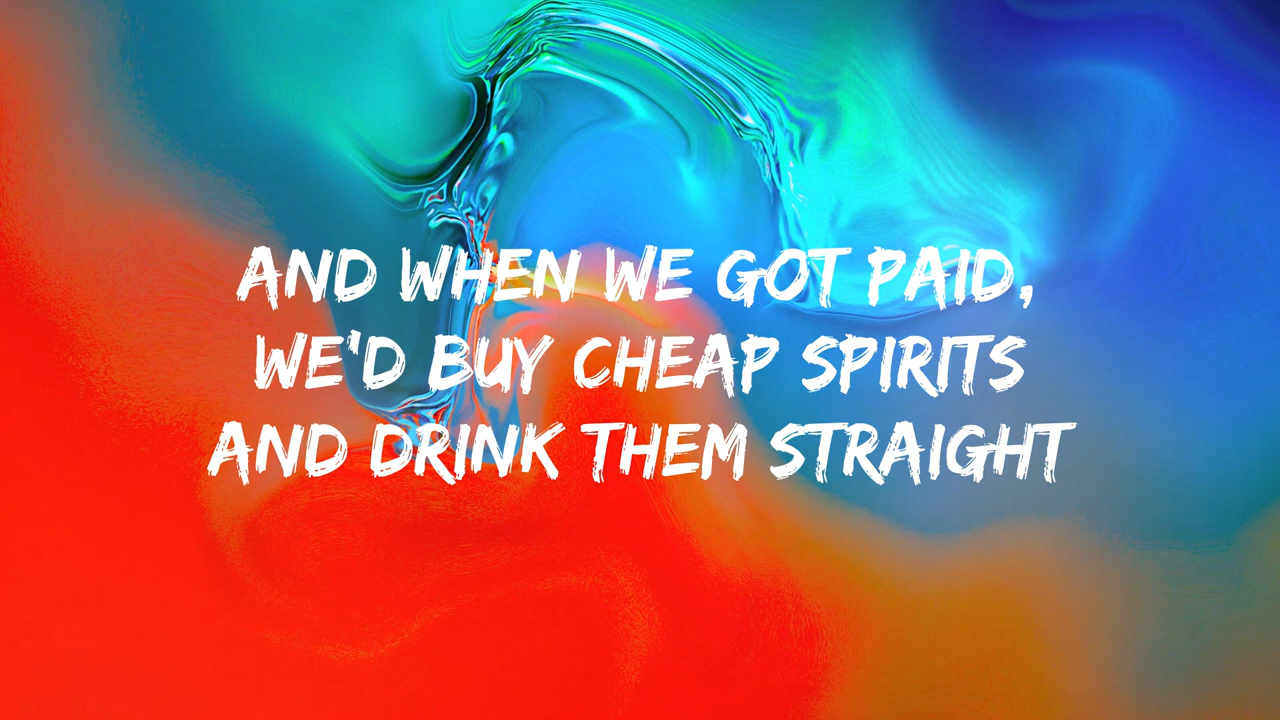 AND WHEN WE GOT PAID,
WE'D BUY CHEAP SPIRITS
AND DRINK THEM STRAIGHT